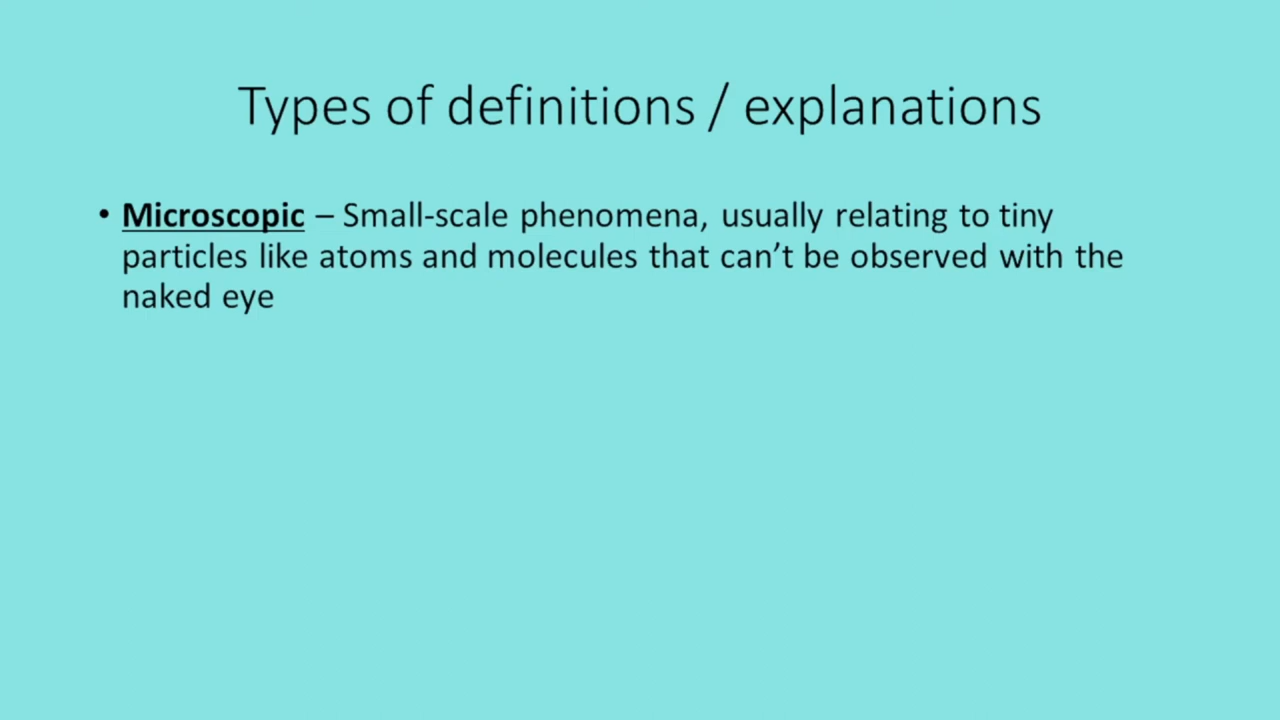 Types of definitions / explanations
• Microscopic – Small-scale phenomena, usually relating to tiny
particles like atoms and molecules that can’t be observed with the
naked eye